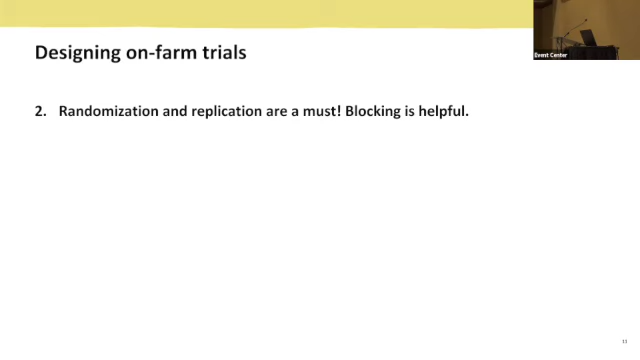 Designing on-farm trials
2. Randomization and replication are a must! Blocking is helpful.
Event Center